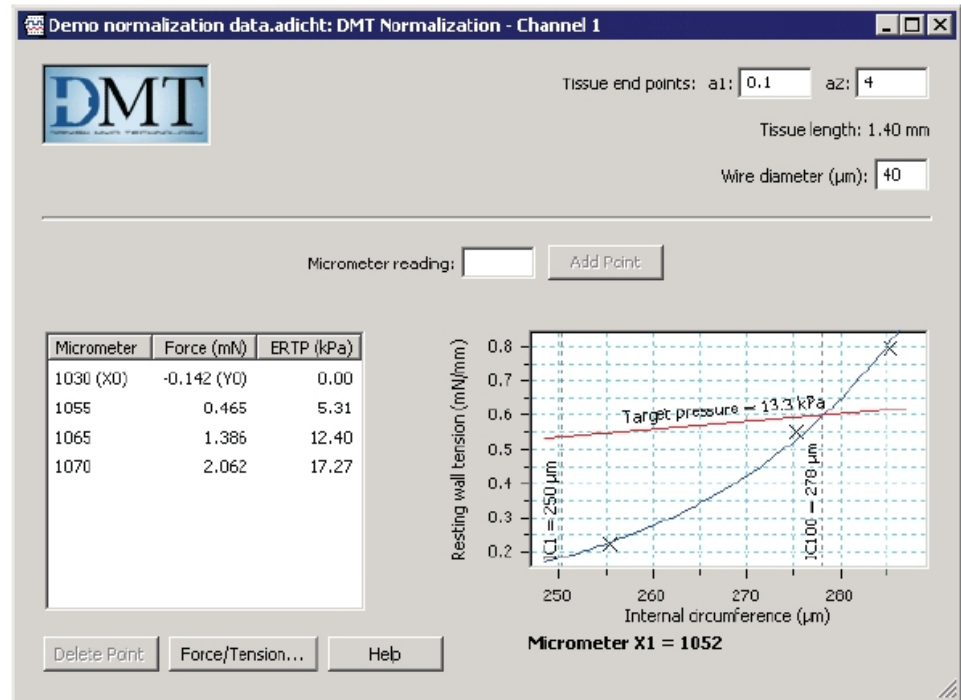 Demo normalization data.adicht: DMT Normalization - Channel 1
DMT
Tissue end points: a1: 0.1 a2: 4
Tissue length: 1.40 mm
Wire diameter (µm): 40
Micrometer reading:
Add Point
Micrometer Force (mN) ERTP (kPa)
1030 (X0) -0.142 (Y0) 0.00
1055 0.465 5.31
1065 1.386 12.40
1070 2.062 17.27
Resting wall tension (mN/mm)
0.8
0.7
0.6
0.5
0.4
0.3
0.2
Target pressure = 13.3 kPa
IC1 = 250 µm
IC100 = 278 µm
250 260 270 280
Internal circumference (µm)
Micrometer X1 = 1052
Delete Point
Force/Tension...
Help